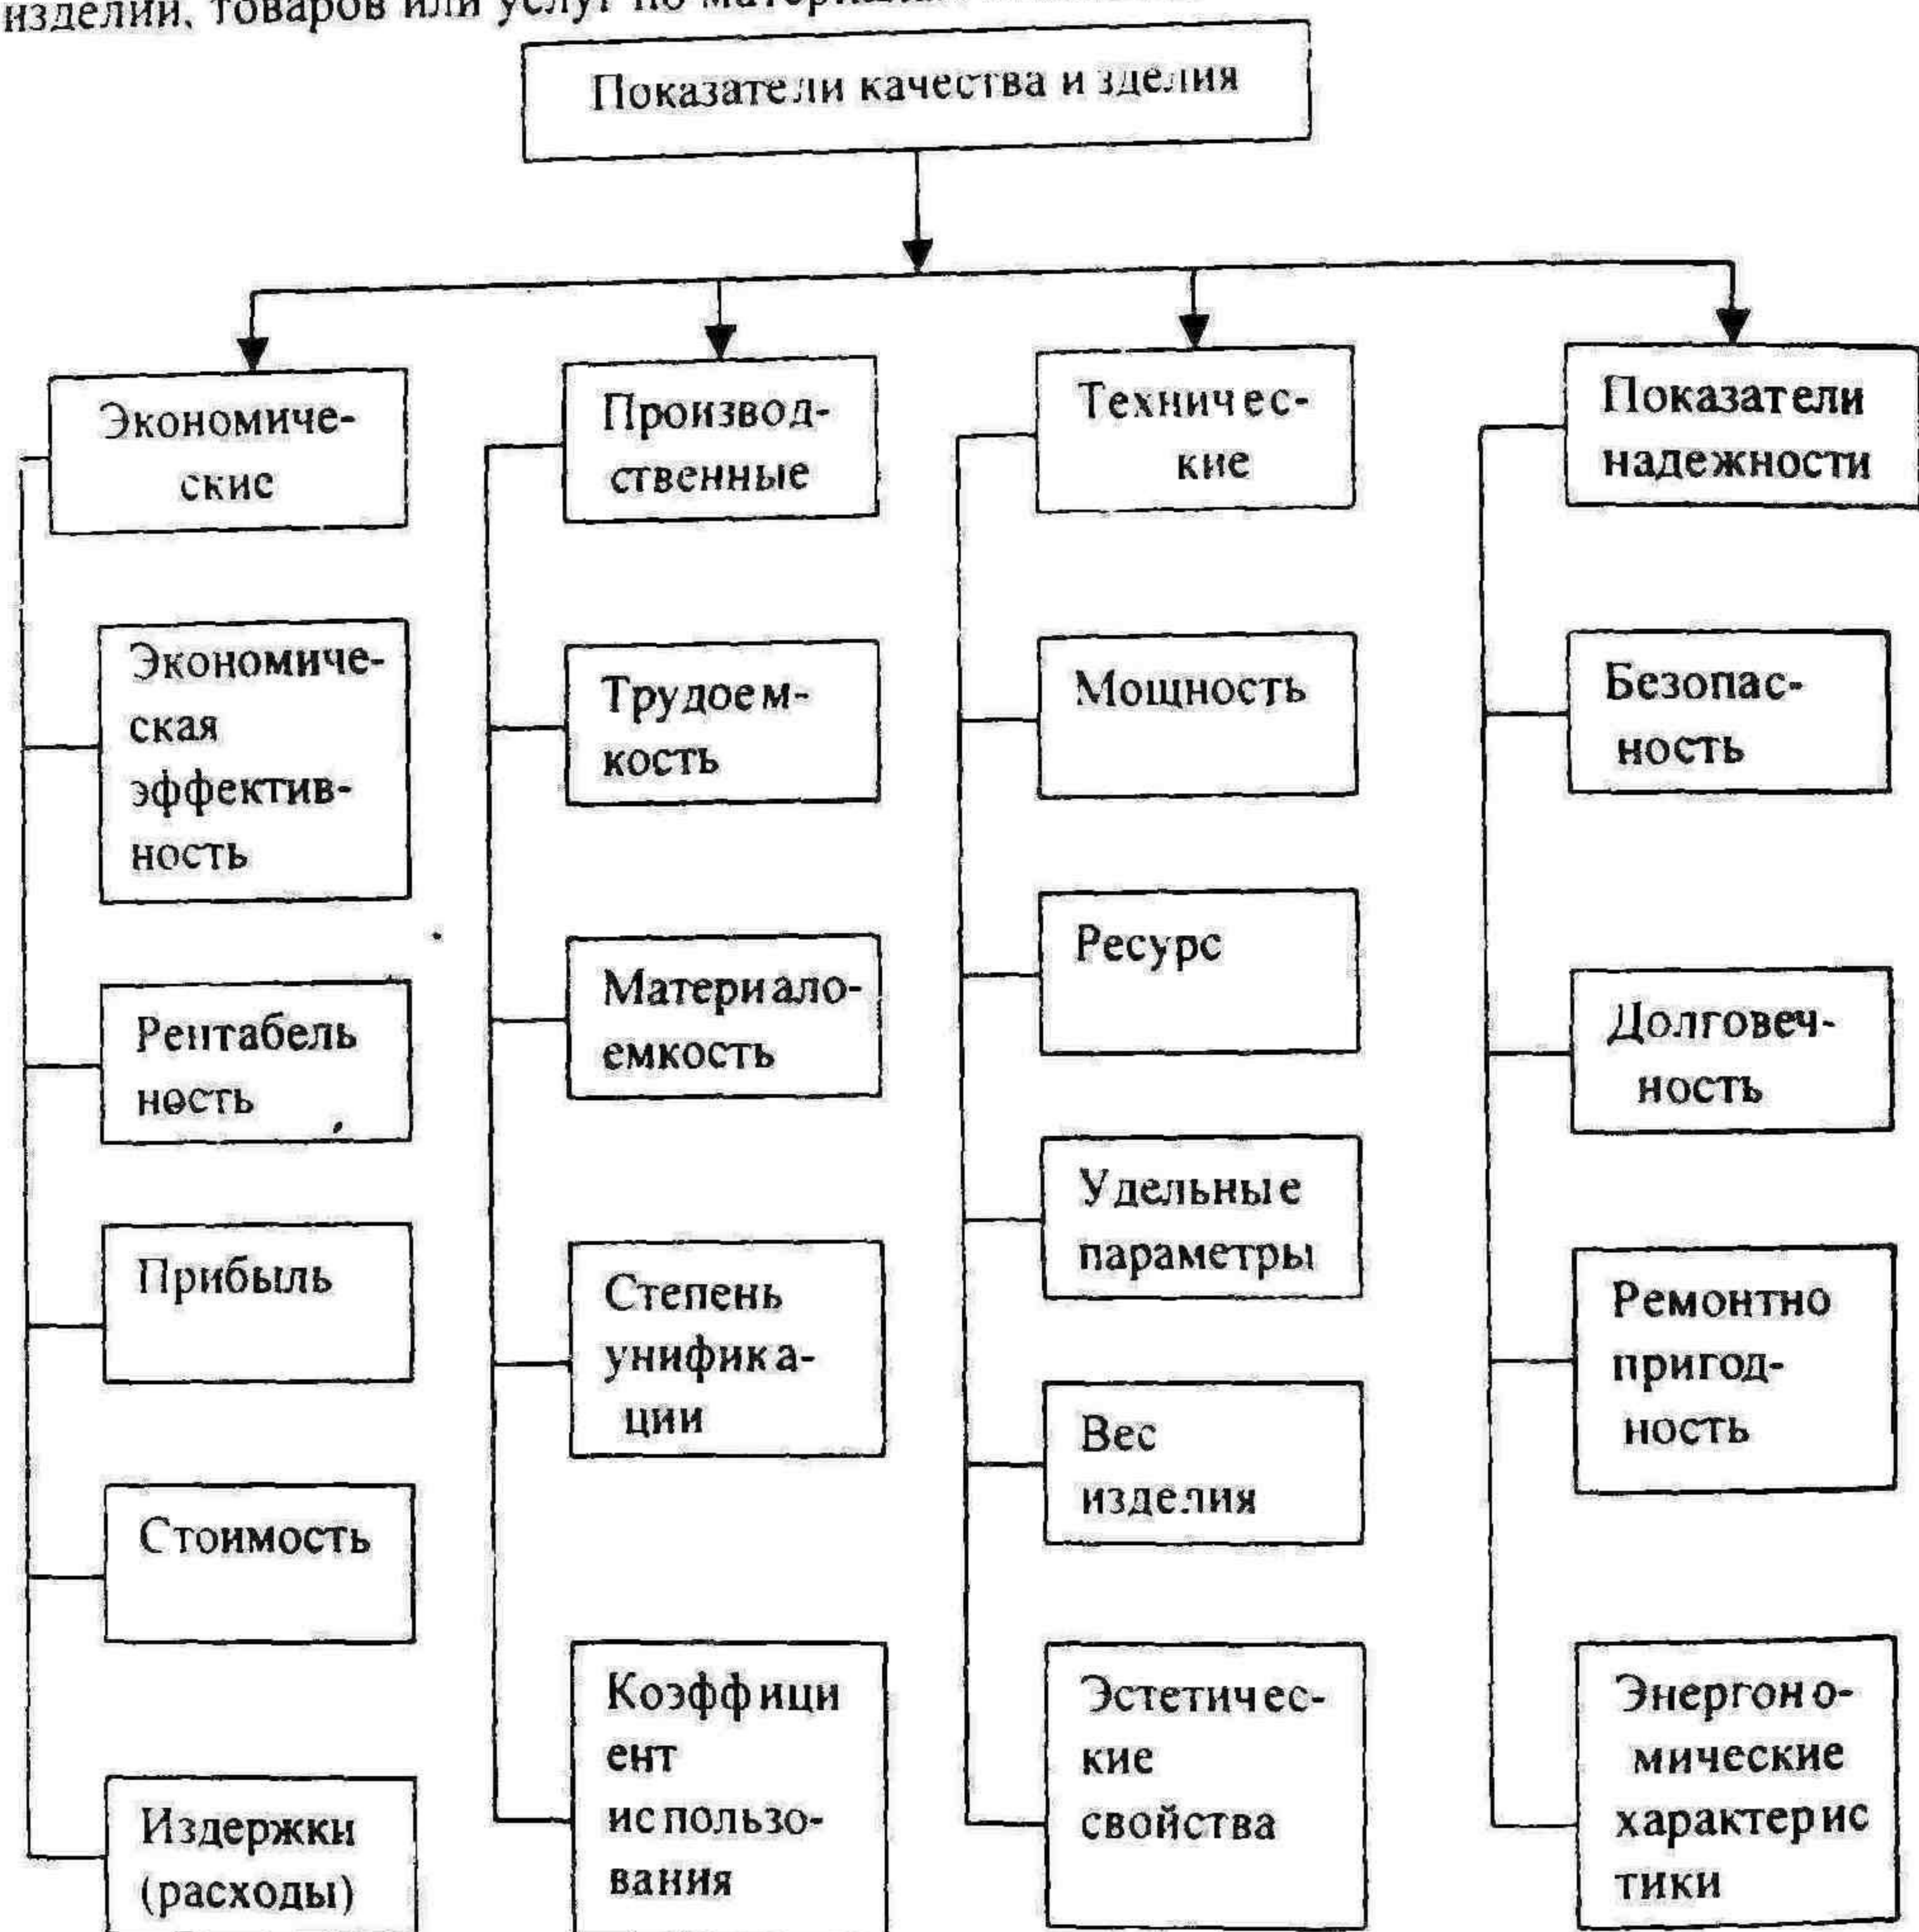 изделий, товаров или услуг по
Показатели качества и зделия
Экономиче-
ские
Производ-
ственные
Техничес-
кие
Показатели
надежности
Экономиче-
ская
эффектив-
ность
Рентабель
ность
Прибыль
Стоимость
Издержки
(расходы)
Трудоем-
кость
Материало-
емкость
Степень
унифика-
ции
Коэффици
ент
использо-
вания
Мощность
Ресурс
Удельные
параметры
Вес
изделия
Эстетичес-
кие
свойства
Безопас-
ность
Долговеч-
ность
Ремонтно
пригод-
ность
Энергоно-
мические
характерис
тики